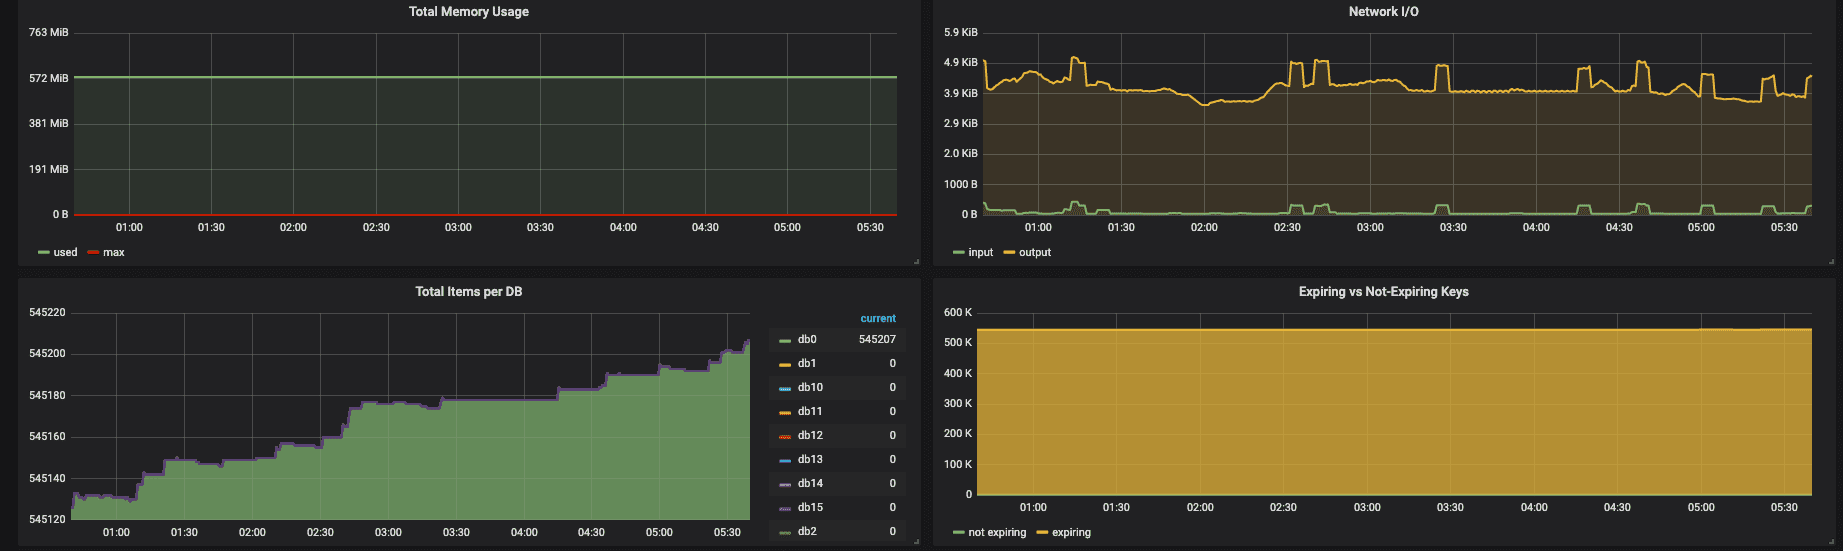 Total Memory Usage
763 MiB
572 MiB
381 MiB
191 MiB
0 B
01:00 01:30 02:00 02:30 03:00 03:30 04:00 04:30 05:00 05:30
used max
Network I/O
5.9 KiB
4.9 KiB
3.9 KiB
2.9 KiB
2.0 KiB
1000 B
0 B
01:00 01:30 02:00 02:30 03:00 03:30 04:00 04:30 05:00 05:30
input output
Total Items per DB
545220
545200
545180
545160
545140
545120
01:00 01:30 02:00 02:30 03:00 03:30 04:00 04:30 05:00 05:30
current
db0 545207
db1 0
db10 0
db11 0
db12 0
db13 0
db14 0
db15 0
db2 0
Expiring vs Not-Expiring Keys
600 K
500 K
400 K
300 K
200 K
100 K
0
01:00 01:30 02:00 02:30 03:00 03:30 04:00 04:30 05:00 05:30
not expiring expiring